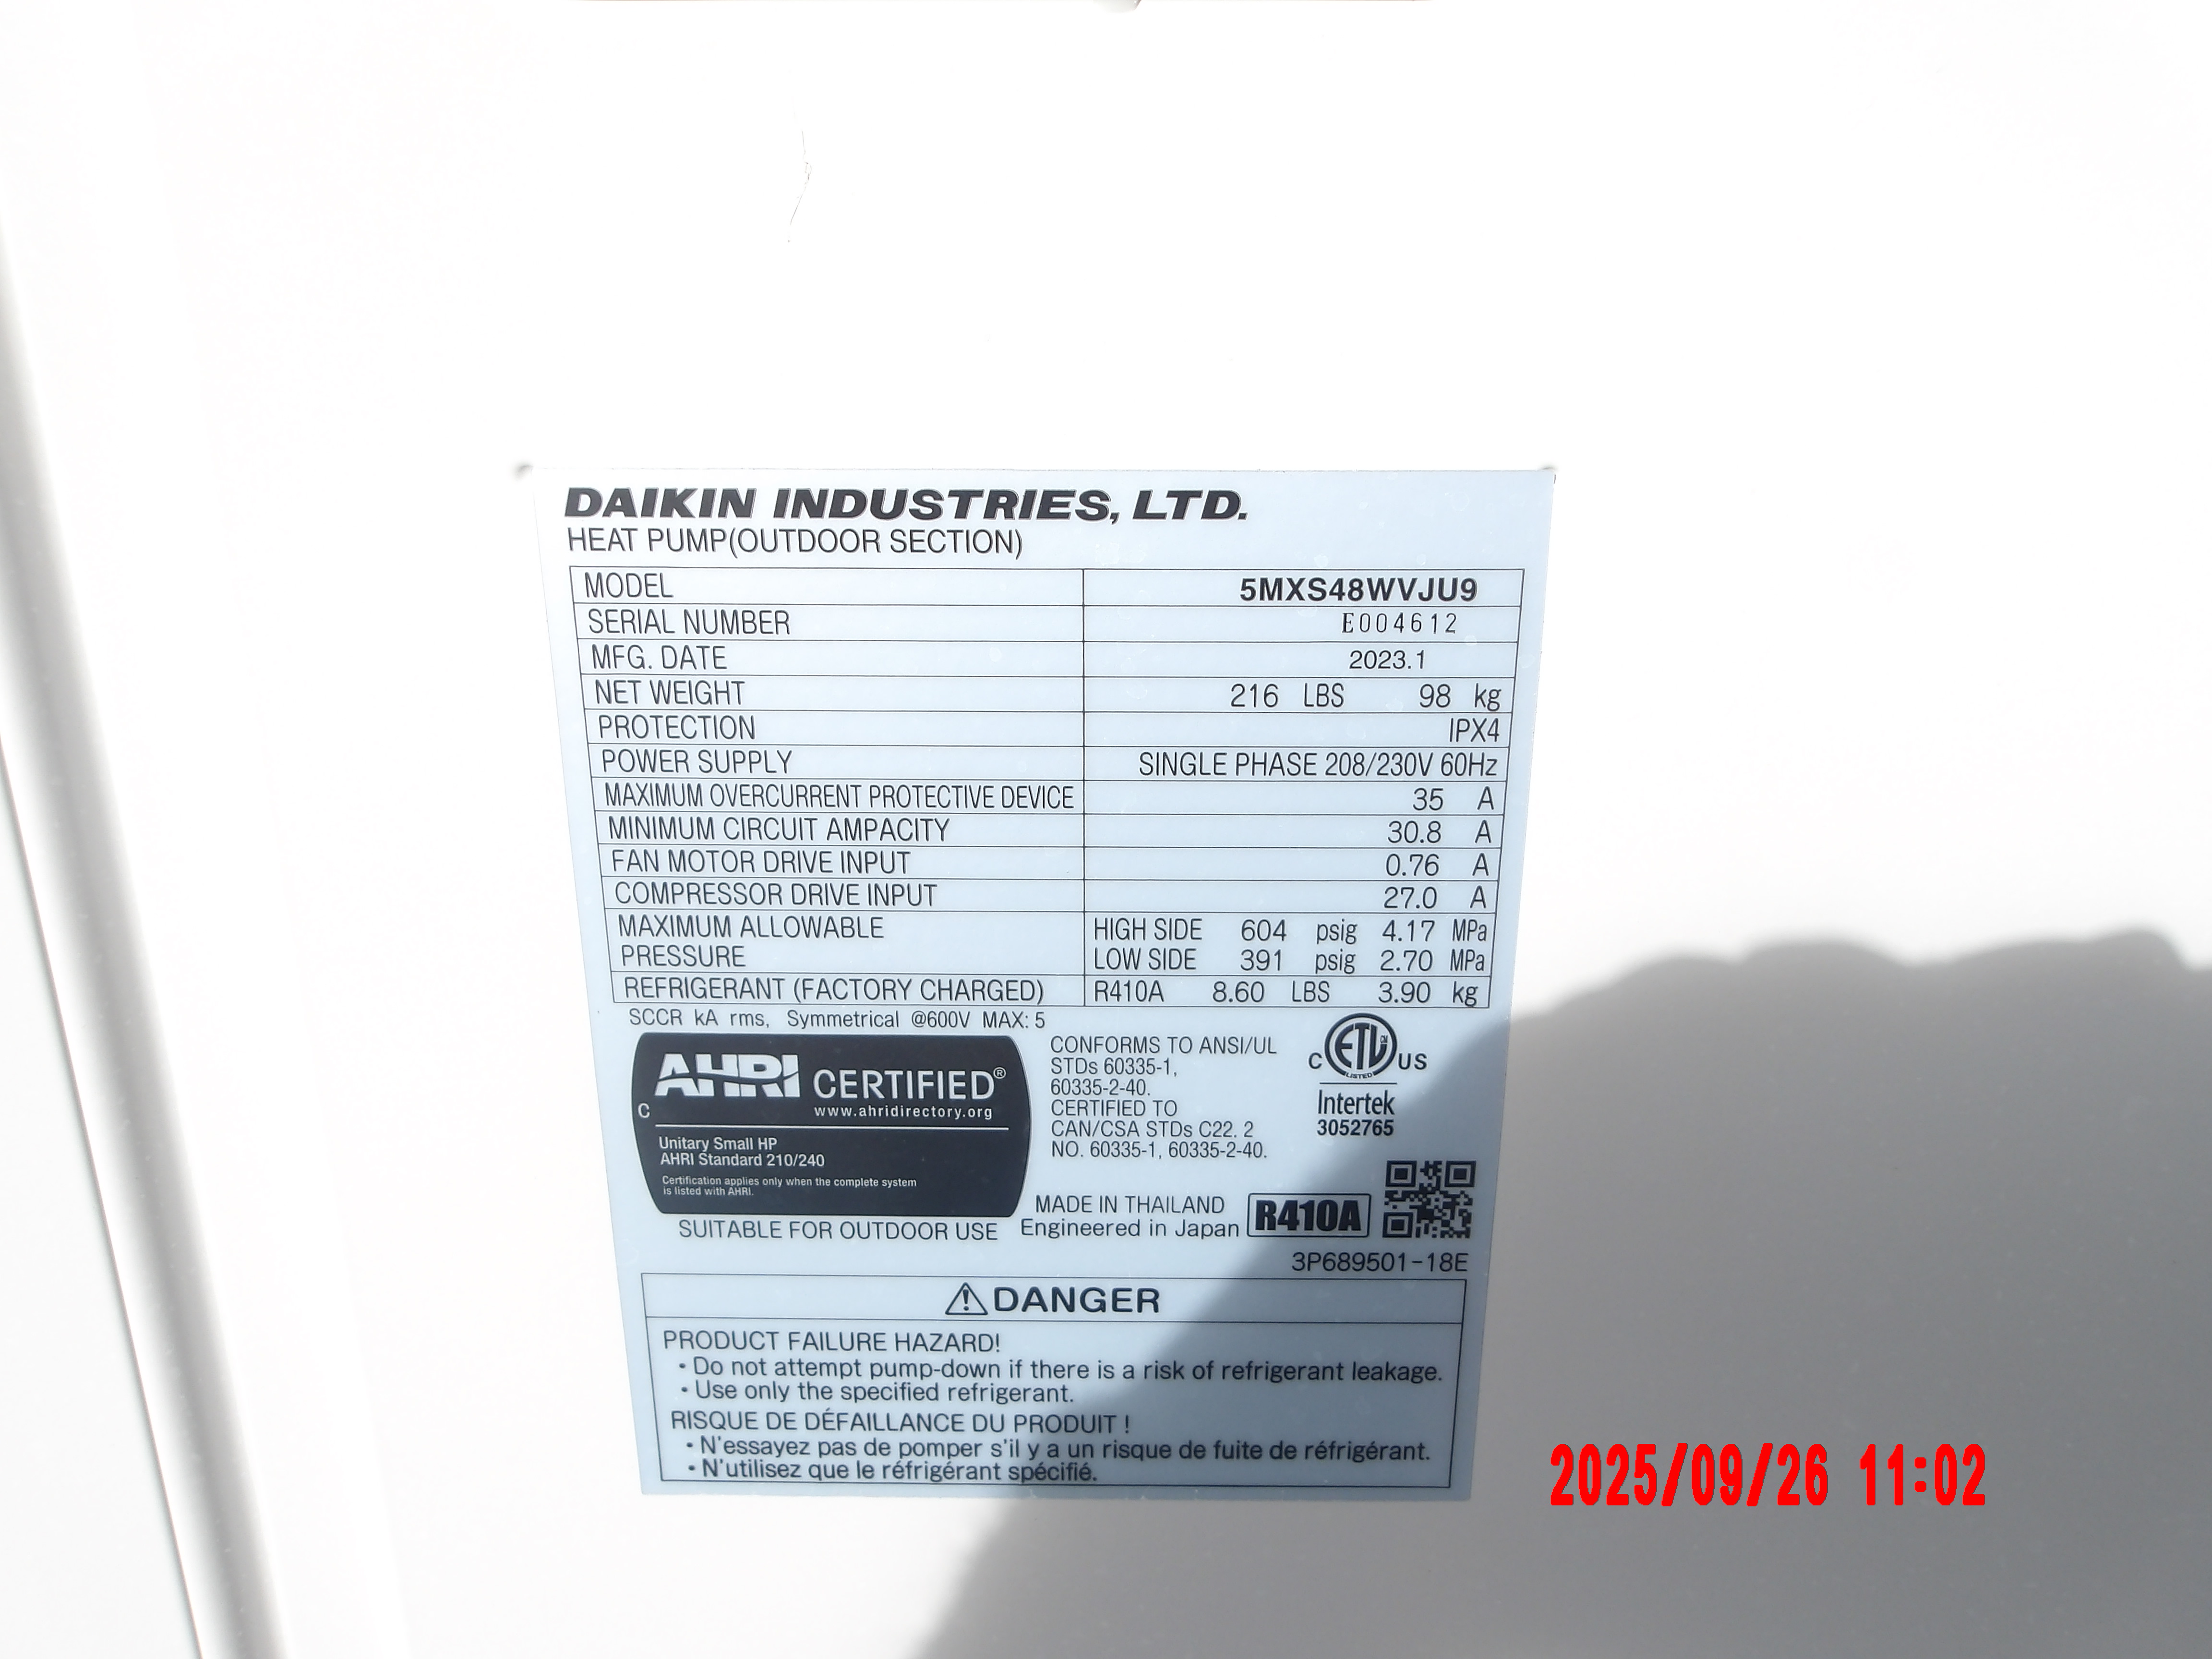 DAIKIN INDUSTRIES, LTD.
HEAT PUMP(OUTDOOR SECTION)
MODEL 5MXS48WVJU9
SERIAL NUMBER E004612
MFG. DATE 2023.1
NET WEIGHT 216 LBS 98 kg
PROTECTION IPX4
POWER SUPPLY SINGLE PHASE 208/230V 60Hz
MAXIMUM OVERCURRENT PROTECTIVE DEVICE 35 A
MINIMUM CIRCUIT AMPACITY 30.8 A
FAN MOTOR DRIVE INPUT 0.76 A
COMPRESSOR DRIVE INPUT 27.0 A
MAXIMUM ALLOWABLE HIGH SIDE 604 psig 4.17 MPa
PRESSURE LOW SIDE 391 psig 2.70 MPa
REFRIGERANT (FACTORY CHARGED) R410A 8.60 LBS 3.90 kg
SCCR kA rms, Symmetrical @600V MAX: 5
AHRI CERTIFIED®
www.ahridirectory.org
C
Unitary Small HP
AHRI Standard 210/240
Certification applies only when the complete system
is listed with AHRI.
CONFORMS TO ANSI/UL
STDs 60335-1,
60335-2-40.
CERTIFIED TO
CAN/CSA STDs C22. 2
NO. 60335-1, 60335-2-40.
C ETL US
LISTED
Intertek
3052765
MADE IN THAILAND
Engineered in Japan
R410A
SUITABLE FOR OUTDOOR USE
3P689501-18E
DANGER
PRODUCT FAILURE HAZARD!
• Do not attempt pump-down if there is a risk of refrigerant leakage.
• Use only the specified refrigerant.
RISQUE DE DÉFAILLANCE DU PRODUIT !
• N'essayez pas de pomper s'il y a un risque de fuite de réfrigérant.
• N'utilisez que le réfrigérant spécifié.
2025/09/26 11:02